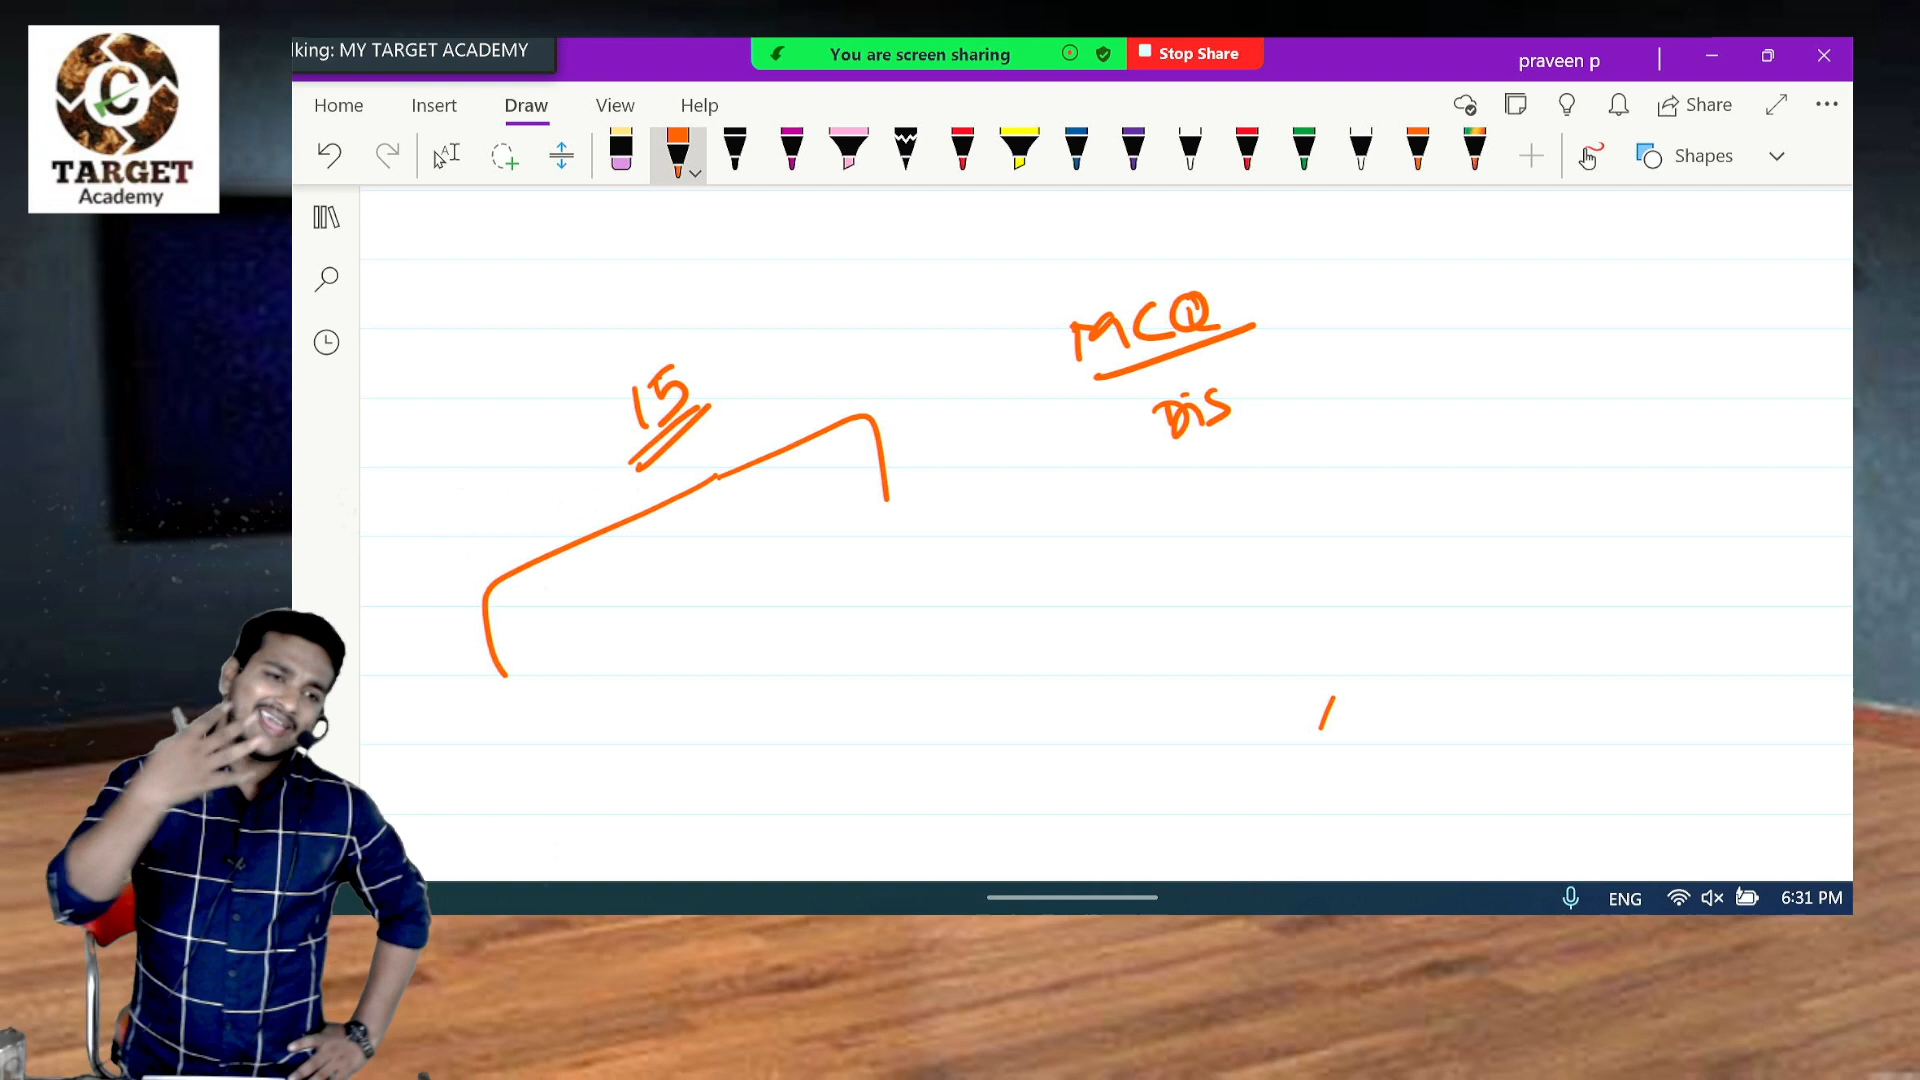 TARGET
Academy
lking: MY TARGET ACADEMY
You are screen sharing
Stop Share
praveen p
Home Insert Draw View Help
Share
Shapes
MCQ
15
Dis
ENG 6:31 PM